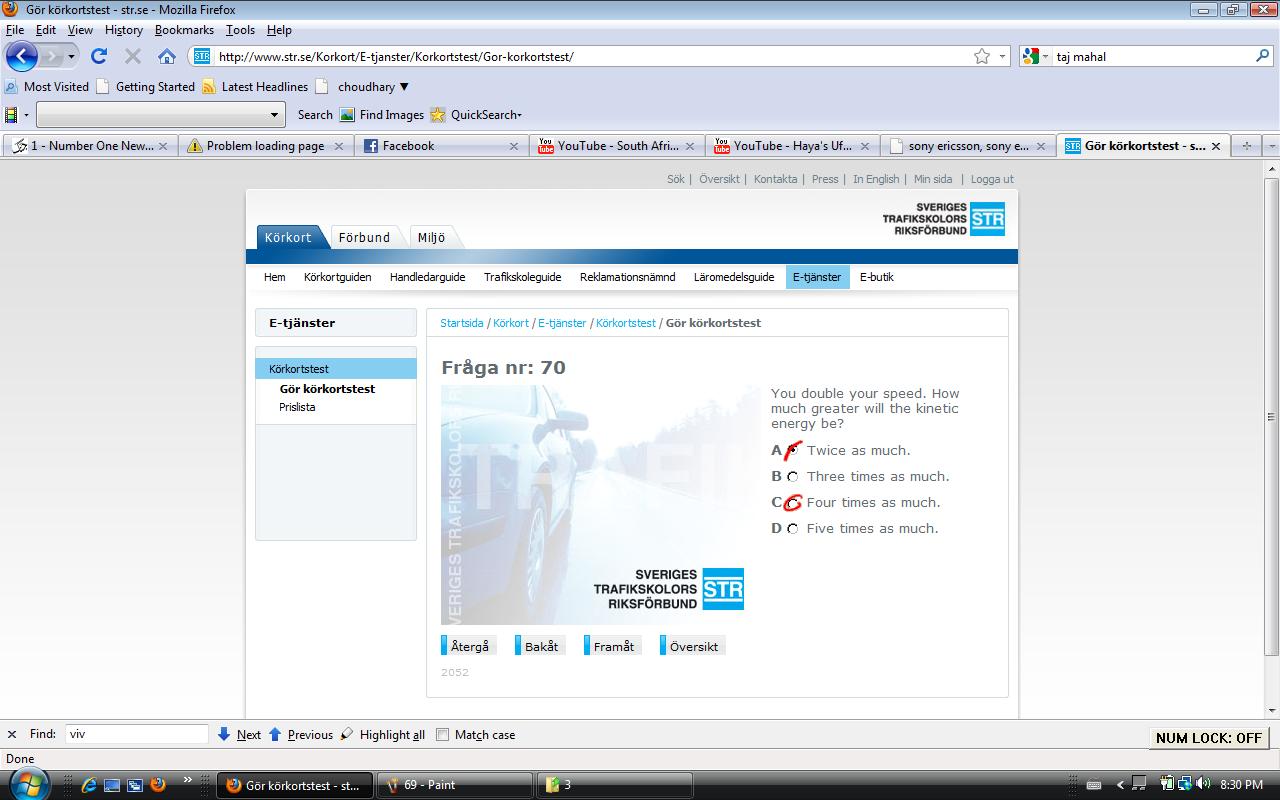 Gör körkortstest - str.se - Mozilla Firefox
File Edit View History Bookmarks Tools Help
STR http://www.str.se/Korkort/E-tjanster/Korkortstest/Gor-korkortstest/ taj mahal
Most Visited Getting Started Latest Headlines choudhary
Search Find Images QuickSearch
1 - Number One New... Problem loading page Facebook YouTube - South Afri... YouTube - Haya's Uf... sony ericsson, sony e... Gör körkortstest - s...
Sök | Översikt | Kontakta | Press | In English | Min sida | Logga ut
SVERIGES
TRAFIKSKOLORS STR
RIKSFÖRBUND
Körkort Förbund Miljö
Hem Körkortguiden Handledarguide Trafikskoleguide Reklamationsnämnd Läromedelsguide E-tjänster E-butik
E-tjänster
Startsida / Körkort / E-tjänster / Körkortstest / Gör körkortstest
Körkortstest
Gör körkortstest
Prislista
Fråga nr: 70
You double your speed. How
much greater will the kinetic
energy be?
A Twice as much.
B Three times as much.
C Four times as much.
D Five times as much.
SVERIGES TRAFIKSKOLORS R
TRAFI
SVERIGES
TRAFIKSKOLORS STR
RIKSFÖRBUND
Återgå Bakåt Framåt Översikt
2052
Find: viv Next Previous Highlight all Match case
NUM LOCK: OFF
Done
Gör körkortstest - st... 69 - Paint 3 8:30 PM